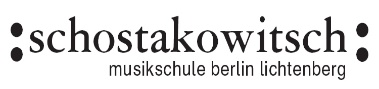 :schostakowitsch:
musikschule berlin lichtenberg